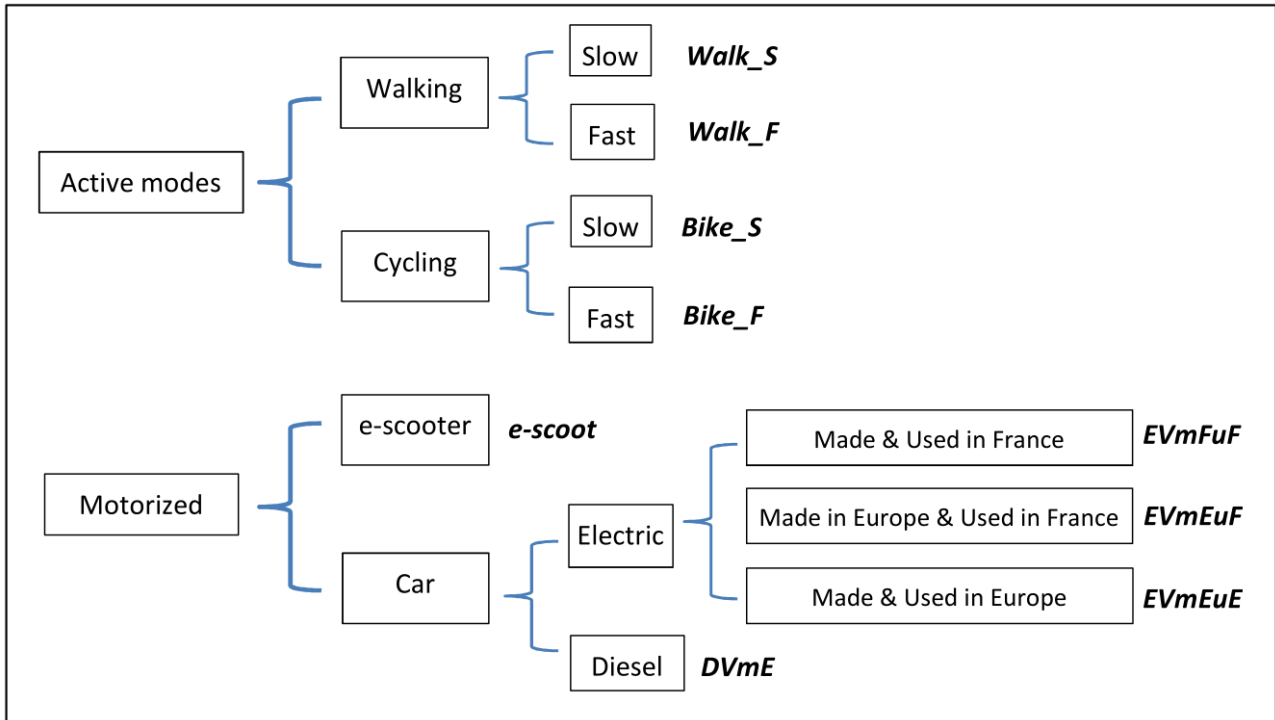 Active modes
Walking
Slow
Walk_S
Fast
Walk_F
Cycling
Slow
Bike_S
Fast
Bike_F
Motorized
e-scooter
e-scoot
Car
Electric
Made & Used in France
EVmFuF
Made in Europe & Used in France
EVmEuF
Made & Used in Europe
EVmEuE
Diesel
DVmE